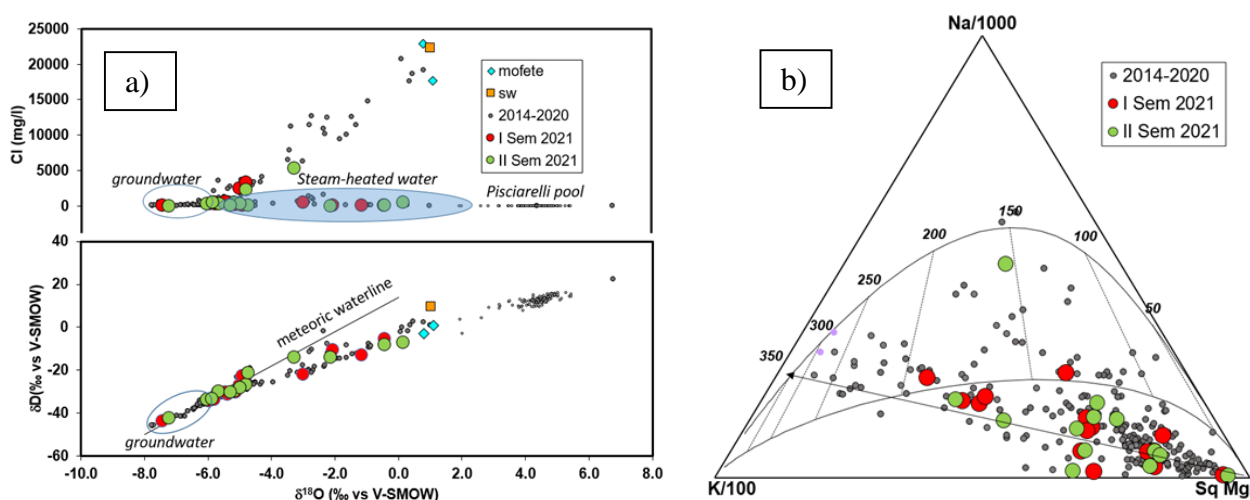 a)
25000
20000
15000
10000
5000
0
Cl (mg/l)
mofete
sw
2014-2020
I Sem 2021
II Sem 2021
groundwater
Steam-heated water
Pisciarelli pool
40
20
0
-20
-40
-60
δD(‰ vs V-SMOW)
meteoric waterline
groundwater
-10.0 -8.0 -6.0 -4.0 -2.0 0.0 2.0 4.0 6.0 8.0
δ18O (‰ vs V-SMOW)
b)
Na/1000
2014-2020
I Sem 2021
II Sem 2021
350
300
250
200
150
100
50
K/100
Sq Mg